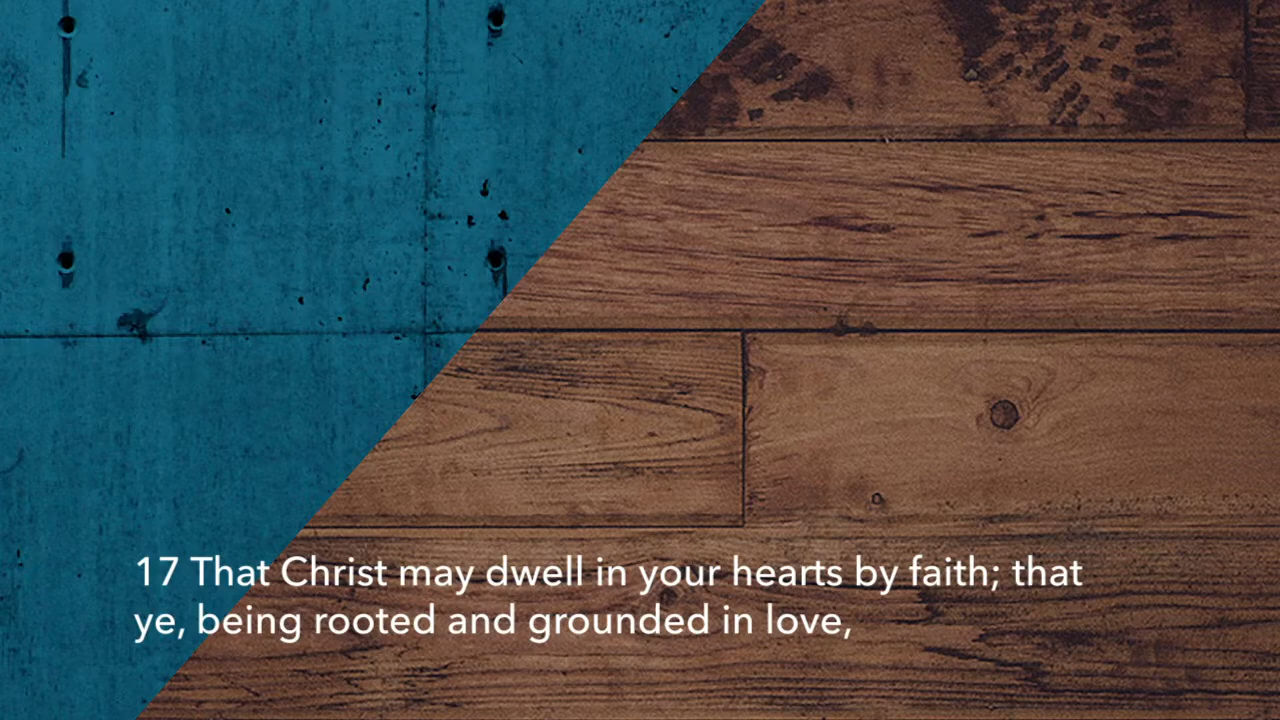 17 That Christ may dwell in your hearts by faith; that
ye, being rooted and grounded in love,